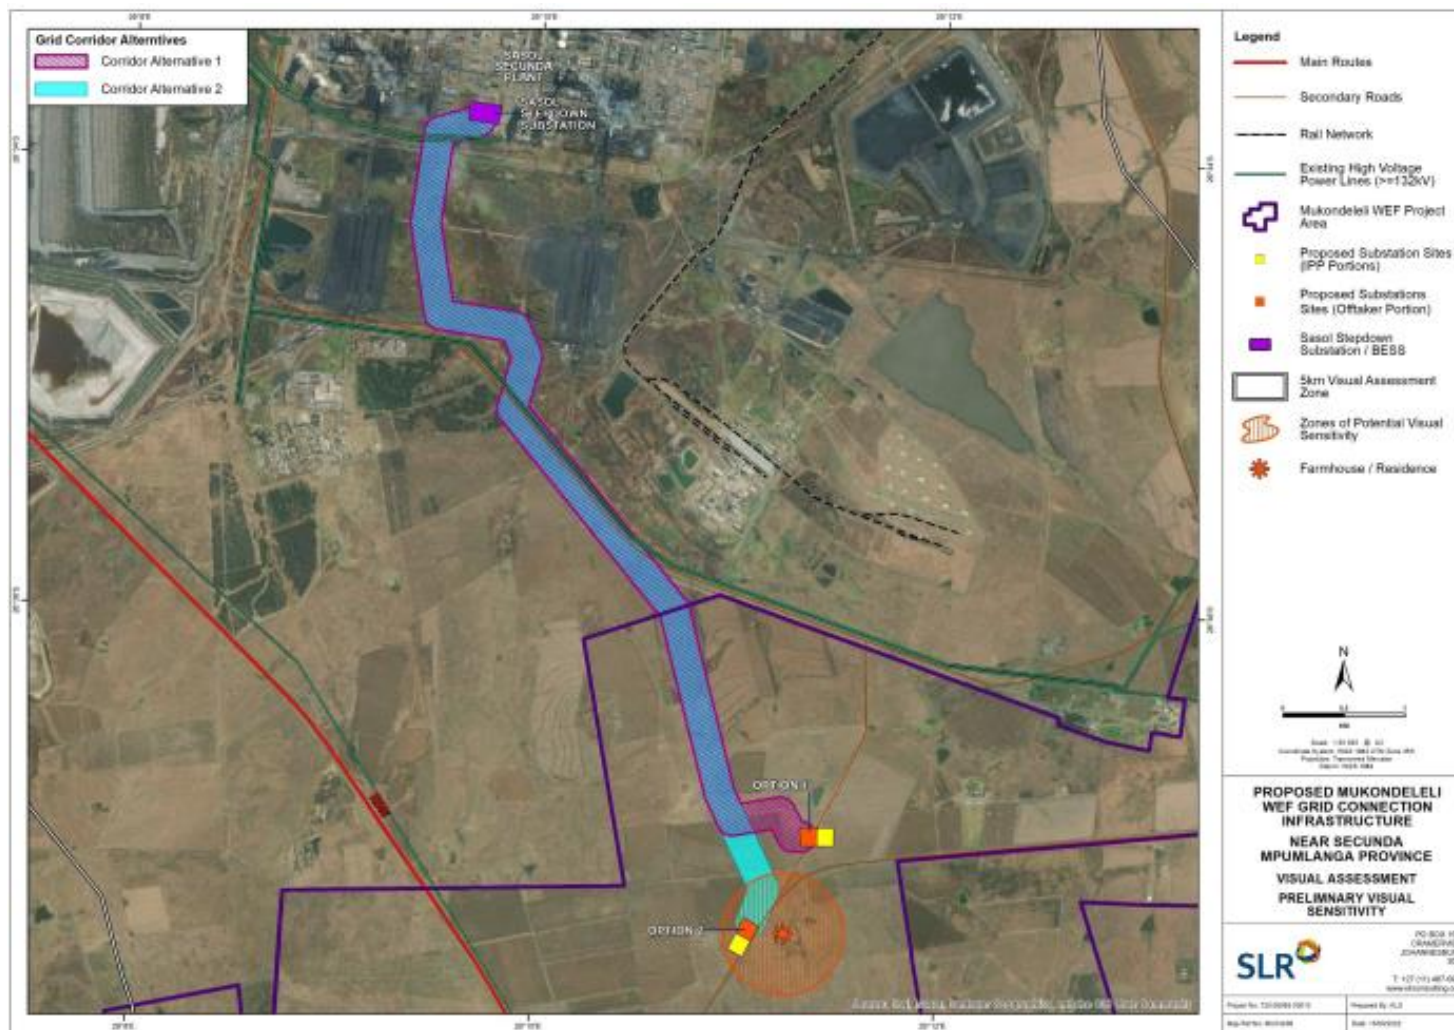 Grid Corridor Alterntives
Corridor Alternative 1
Corridor Alternative 2
SASOL
SECUNDA
PLANT
SASOL
STEPDOWN
SUBSTATION
OPTION 1
OPTION 2
Legend
Main Routes
Secondary Roads
Rail Network
Existing High Voltage
Power Lines (>=132kV)
Mukondeleli WEF Project
Area
Proposed Substation Sites
(IPP Portions)
Proposed Substations
Sites (Offtaker Portion)
Sasol Stepdown
Substation / BESS
5km Visual Assessment
Zone
Zones of Potential Visual
Sensitivity
Farmhouse / Residence
N
PROPOSED MUKONDELELI
WEF GRID CONNECTION
INFRASTRUCTURE
NEAR SECUNDA
MPUMLANGA PROVINCE
VISUAL ASSESSMENT
PRELIMNARY VISUAL
SENSITIVITY
SLR